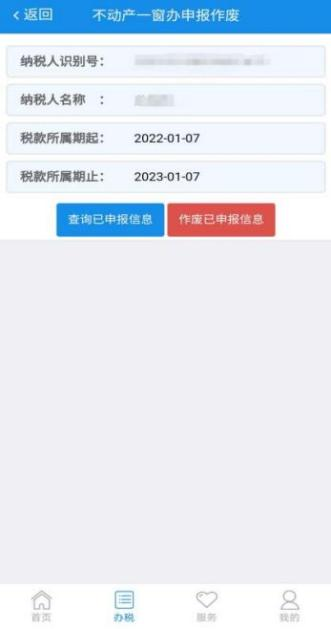 <返回 不动产一窗办申报作废
纳税人识别号：
纳税人名称 ：
税款所属期起： 2022-01-07
税款所属期止： 2023-01-07
查询已申报信息 作废已申报信息
首页 办税 服务 我的